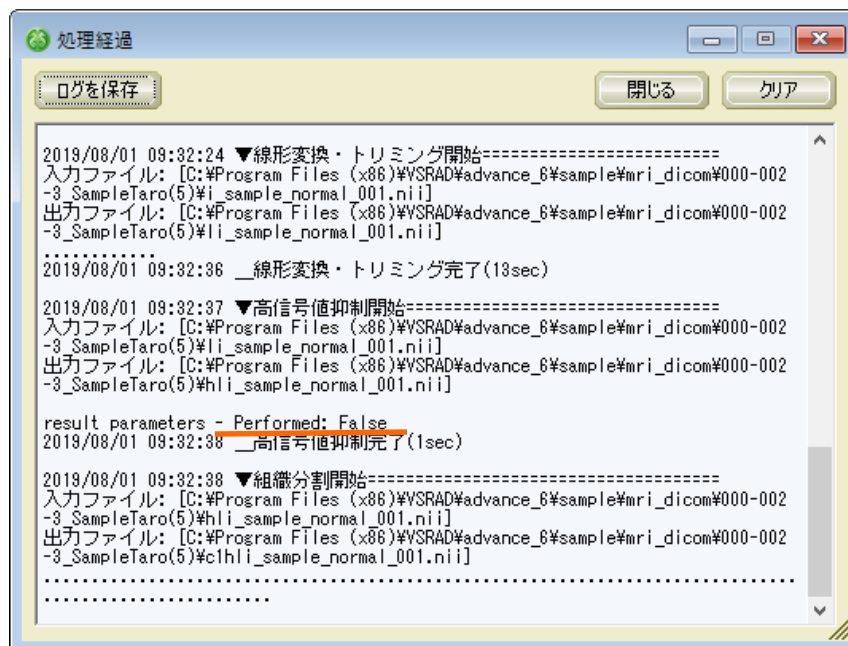 処理経過
ログを保存
閉じる
クリア
2019/08/01 09:32:24 ▼線形変換・トリミング開始=========================
入力ファイル: [C:¥Program Files (x86)¥VSRAD¥advance_6¥sample¥mri_dicom¥000-002
-3_SampleTaro(5)¥i_sample_normal_001.nii]
出力ファイル: [C:¥Program Files (x86)¥VSRAD¥advance_6¥sample¥mri_dicom¥000-002
-3_SampleTaro(5)¥li_sample_normal_001.nii]
............
2019/08/01 09:32:36 __線形変換・トリミング完了(13sec)
2019/08/01 09:32:37 ▼高信号値抑制開始=================================
入力ファイル: [C:¥Program Files (x86)¥VSRAD¥advance_6¥sample¥mri_dicom¥000-002
-3_SampleTaro(5)¥li_sample_normal_001.nii]
出力ファイル: [C:¥Program Files (x86)¥VSRAD¥advance_6¥sample¥mri_dicom¥000-002
-3_SampleTaro(5)¥hli_sample_normal_001.nii]
result parameters - Performed: False
2019/08/01 09:32:38 __高信号値抑制完了(1sec)
2019/08/01 09:32:38 ▼組織分割開始=====================================
入力ファイル: [C:¥Program Files (x86)¥VSRAD¥advance_6¥sample¥mri_dicom¥000-002
-3_SampleTaro(5)¥hli_sample_normal_001.nii]
出力ファイル: [C:¥Program Files (x86)¥VSRAD¥advance_6¥sample¥mri_dicom¥000-002
-3_SampleTaro(5)¥c1hli_sample_normal_001.nii]
...............................................................................
........................